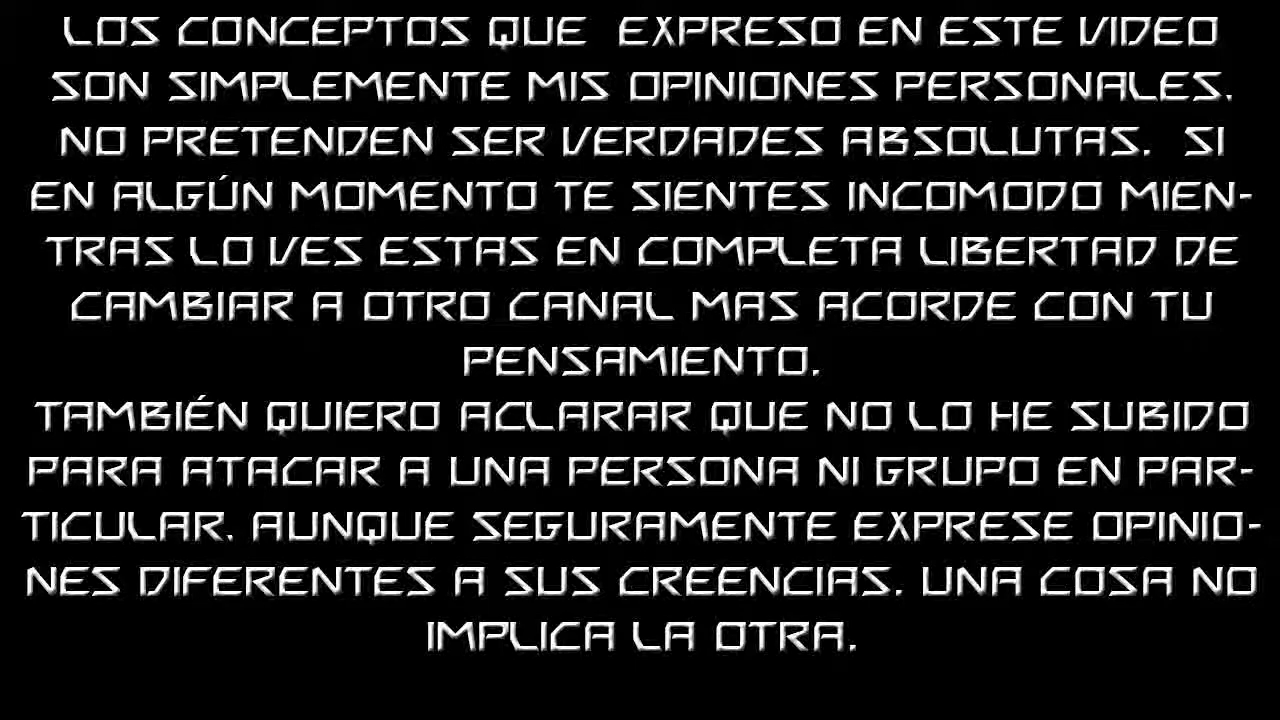 LOS CONCEPTOS QUE EXPRESO EN ESTE VIDEO
SON SIMPLEMENTE MIS OPINIONES PERSONALES.
NO PRETENDEN SER VERDADES ABSOLUTAS. SI
EN ALGÚN MOMENTO TE SIENTES INCOMODO MIEN-
TRAS LO VES ESTAS EN COMPLETA LIBERTAD DE
CAMBIAR A OTRO CANAL MAS ACORDE CON TU
PENSAMIENTO.
TAMBIÉN QUIERO ACLARAR QUE NO LO HE SUBIDO
PARA ATACAR A UNA PERSONA NI GRUPO EN PAR-
TICULAR. AUNQUE SEGURAMENTE EXPRESE OPINIO-
NES DIFERENTES A SUS CREENCIAS. UNA COSA NO
IMPLICA LA OTRA.